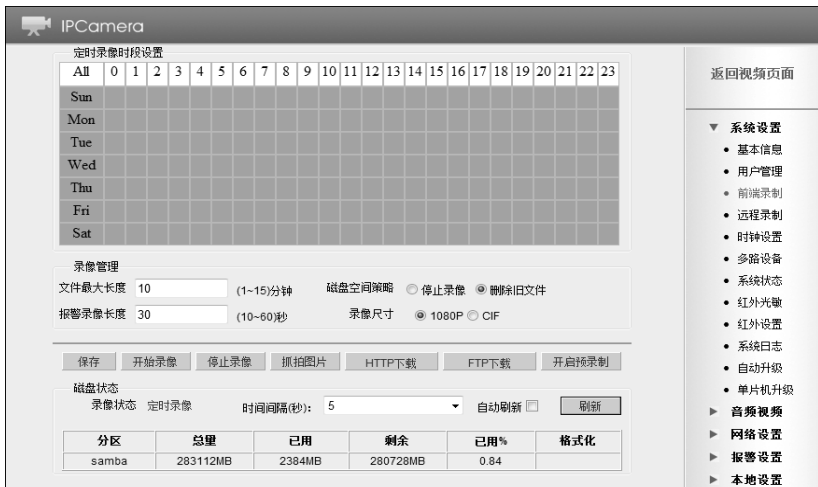 IPCamera
定时录像时段设置
All 0 1 2 3 4 5 6 7 8 9 10 11 12 13 14 15 16 17 18 19 20 21 22 23
Sun
Mon
Tue
Wed
Thu
Fri
Sat
录像管理
文件最大长度 10 (1~15)分钟 磁盘空间策略 停止录像 删除旧文件
报警录像长度 30 (10~60)秒 录像尺寸 1080P CIF
保存 开始录像 停止录像 抓拍图片 HTTP下载 FTP下载 开启预录制
磁盘状态
录像状态 定时录像 时间间隔(秒): 5 自动刷新 刷新
分区 总量 已用 剩余 已用% 格式化
samba 283112MB 2384MB 280728MB 0.84
返回视频页面
系统设置
基本信息
用户管理
前端录制
远程录制
时钟设置
多路设备
系统状态
红外光敏
红外设置
系统日志
自动升级
单片机升级
音频视频
网络设置
报警设置
本地设置